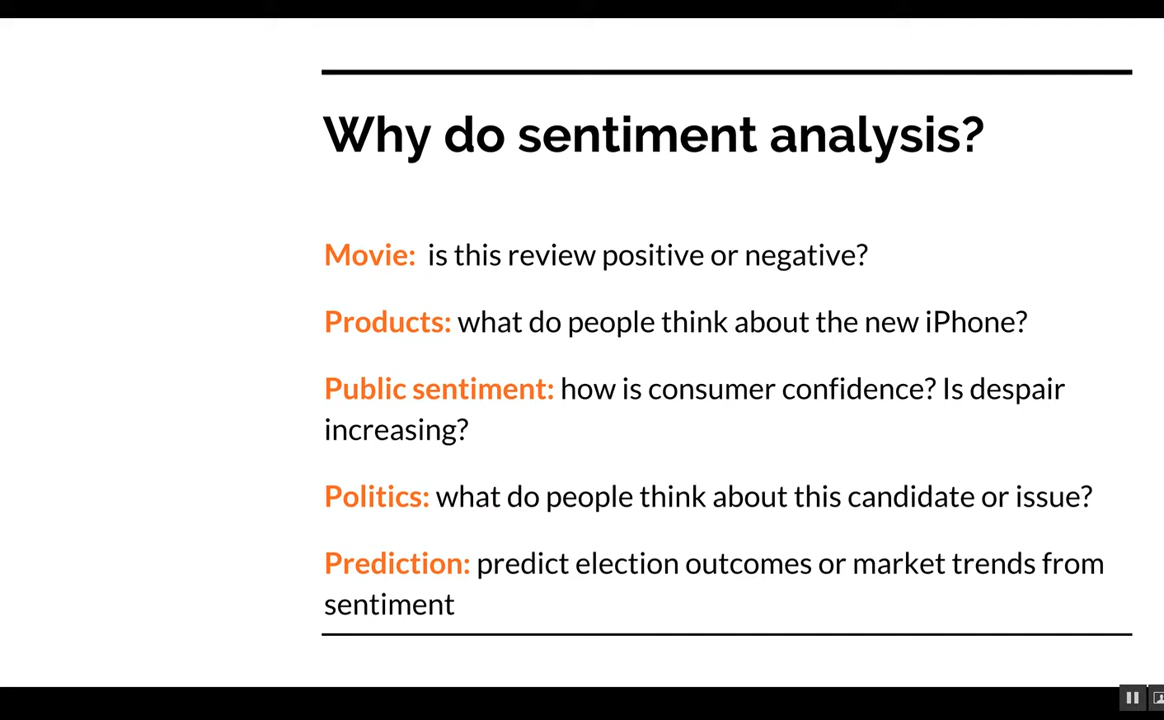 Why do sentiment analysis?
Movie: is this review positive or negative?
Products: what do people think about the new iPhone?
Public sentiment: how is consumer confidence? Is despair
increasing?
Politics: what do people think about this candidate or issue?
Prediction: predict election outcomes or market trends from
sentiment